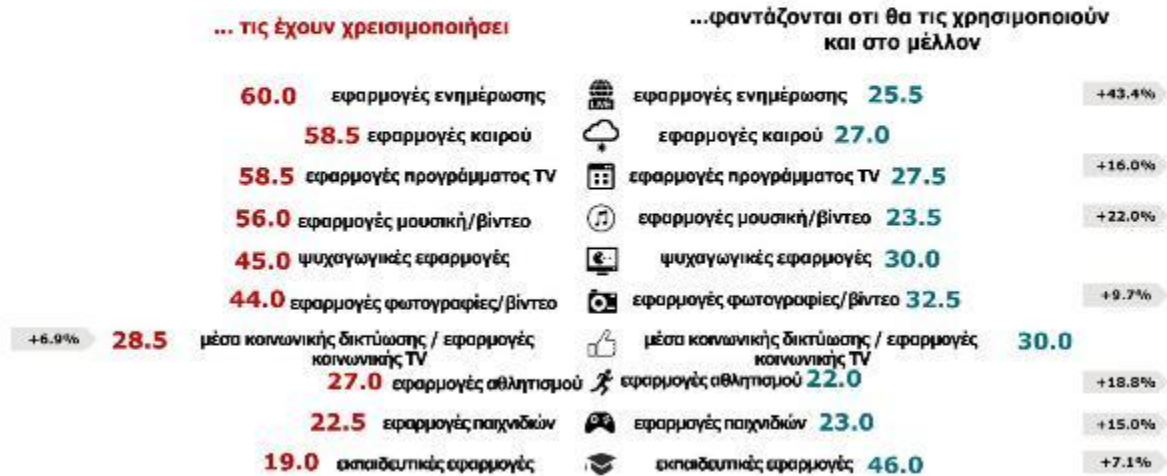 ... τις έχουν χρεισιμοποιήσει
...φαντάζονται οτι θα τις χρησιμοποιούν
και στο μέλλον
60.0 εφαρμογές ενημέρωσης εφαρμογές ενημέρωσης 25.5 +43.4%
58.5 εφαρμογές καιρού εφαρμογές καιρού 27.0
58.5 εφαρμογές προγράμματος TV εφαρμογές προγράμματος TV 27.5 +16.0%
56.0 εφαρμογές μουσική/βίντεο εφαρμογές μουσική/βίντεο 23.5 +22.0%
45.0 ψυχαγωγικές εφαρμογές ψυχαγωγικές εφαρμογές 30.0
44.0 εφαρμογές φωτογραφίες/βίντεο εφαρμογές φωτογραφίες/βίντεο 32.5 +9.7%
+6.9% 28.5 μέσα κοινωνικής δικτύωσης / εφαρμογές μέσα κοινωνικής δικτύωσης / εφαρμογές 30.0
κοινωνικής TV κοινωνικής TV
27.0 εφαρμογές αθλητισμού εφαρμογές αθλητισμού 22.0 +18.8%
22.5 εφαρμογές παιχνιδιών εφαρμογές παιχνιδιών 23.0 +15.0%
19.0 εκπαιδευτικές εφαρμογές εκπαιδευτικές εφαρμογές 46.0 +7.1%